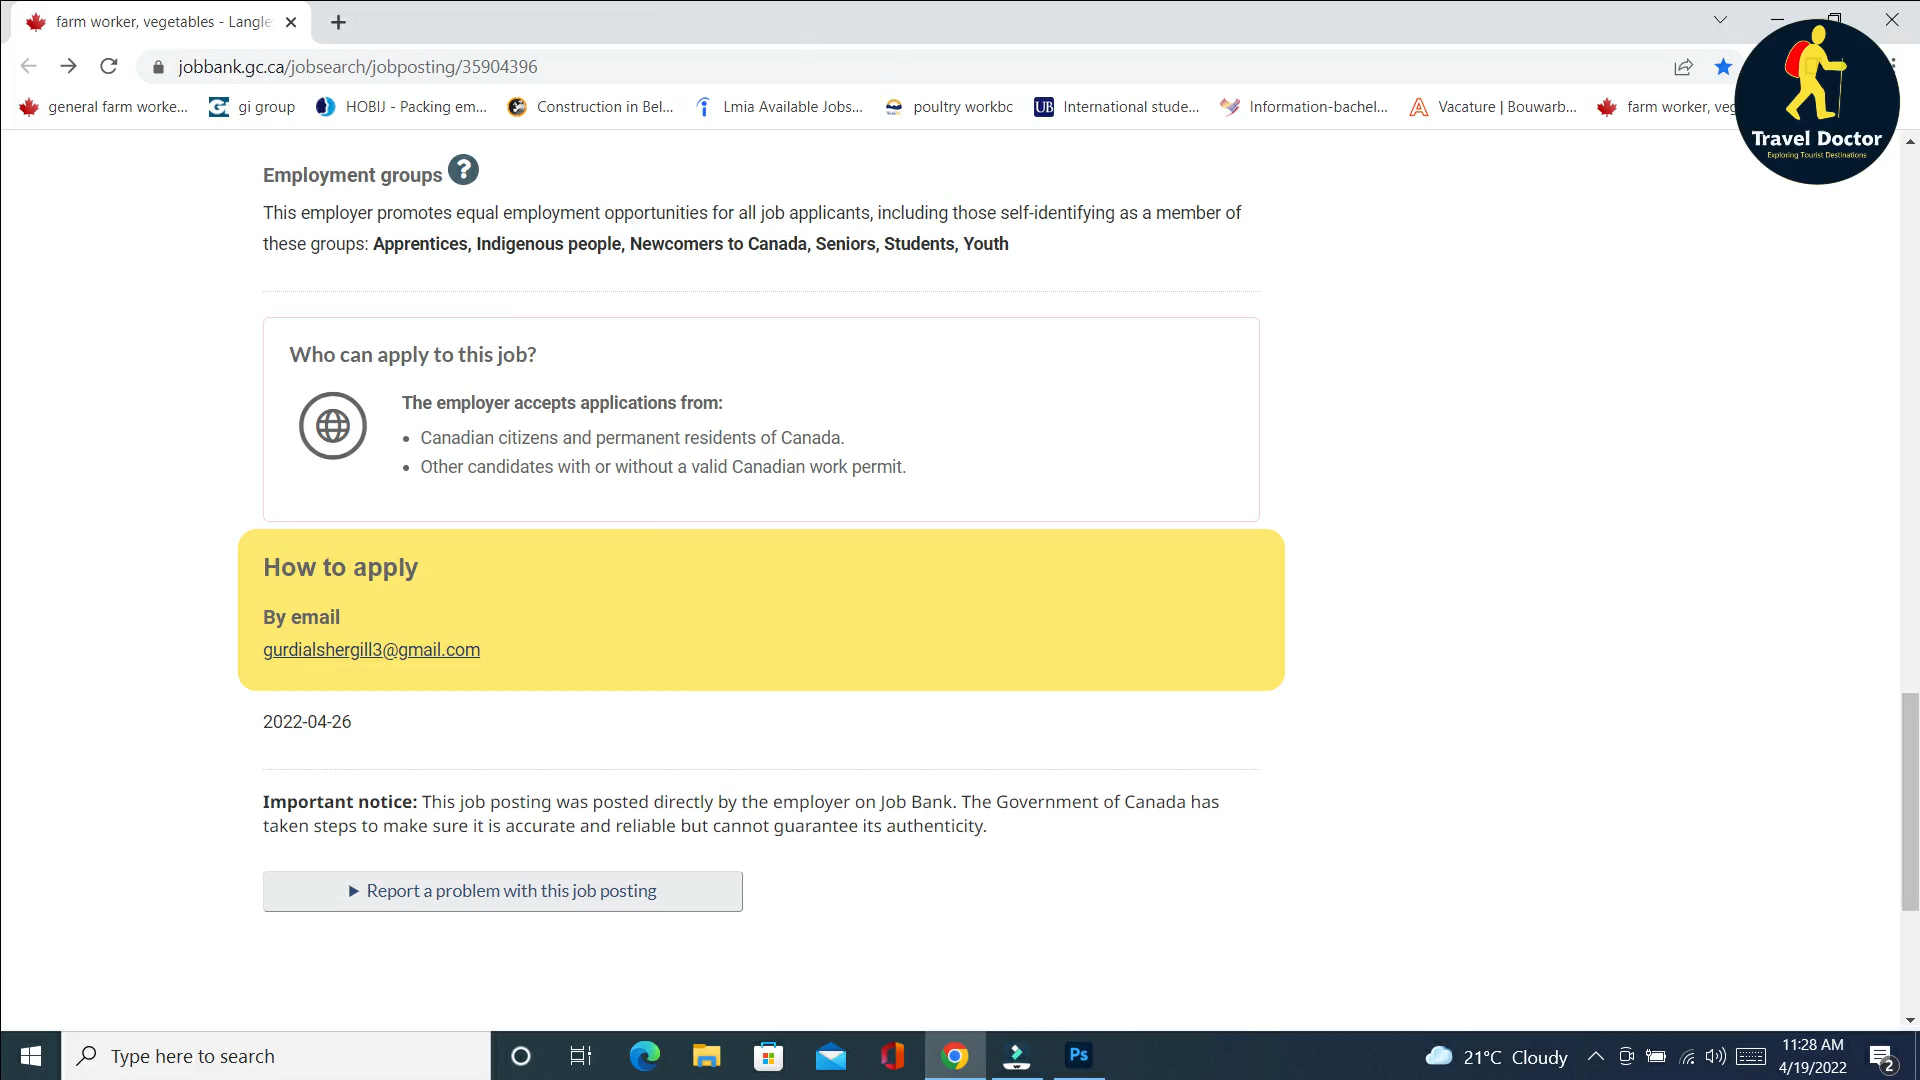 farm worker, vegetables - Langle
jobbank.gc.ca/jobsearch/jobposting/35904396
general farm worke... gi group HOBIJ - Packing em... Construction in Bel... Lmia Available Jobs... poultry workbc UB International stude... Information-bachel... Vacature | Bouwarb... farm worker, veg
Travel Doctor
Exploring Tourist Destinations
Employment groups ?
This employer promotes equal employment opportunities for all job applicants, including those self-identifying as a member of
these groups: Apprentices, Indigenous people, Newcomers to Canada, Seniors, Students, Youth
Who can apply to this job?
The employer accepts applications from:
• Canadian citizens and permanent residents of Canada.
• Other candidates with or without a valid Canadian work permit.
How to apply
By email
gurdialshergill3@gmail.com
2022-04-26
Important notice: This job posting was posted directly by the employer on Job Bank. The Government of Canada has
taken steps to make sure it is accurate and reliable but cannot guarantee its authenticity.
Report a problem with this job posting
Type here to search
Ps
21°C Cloudy
11:28 AM
4/19/2022
2